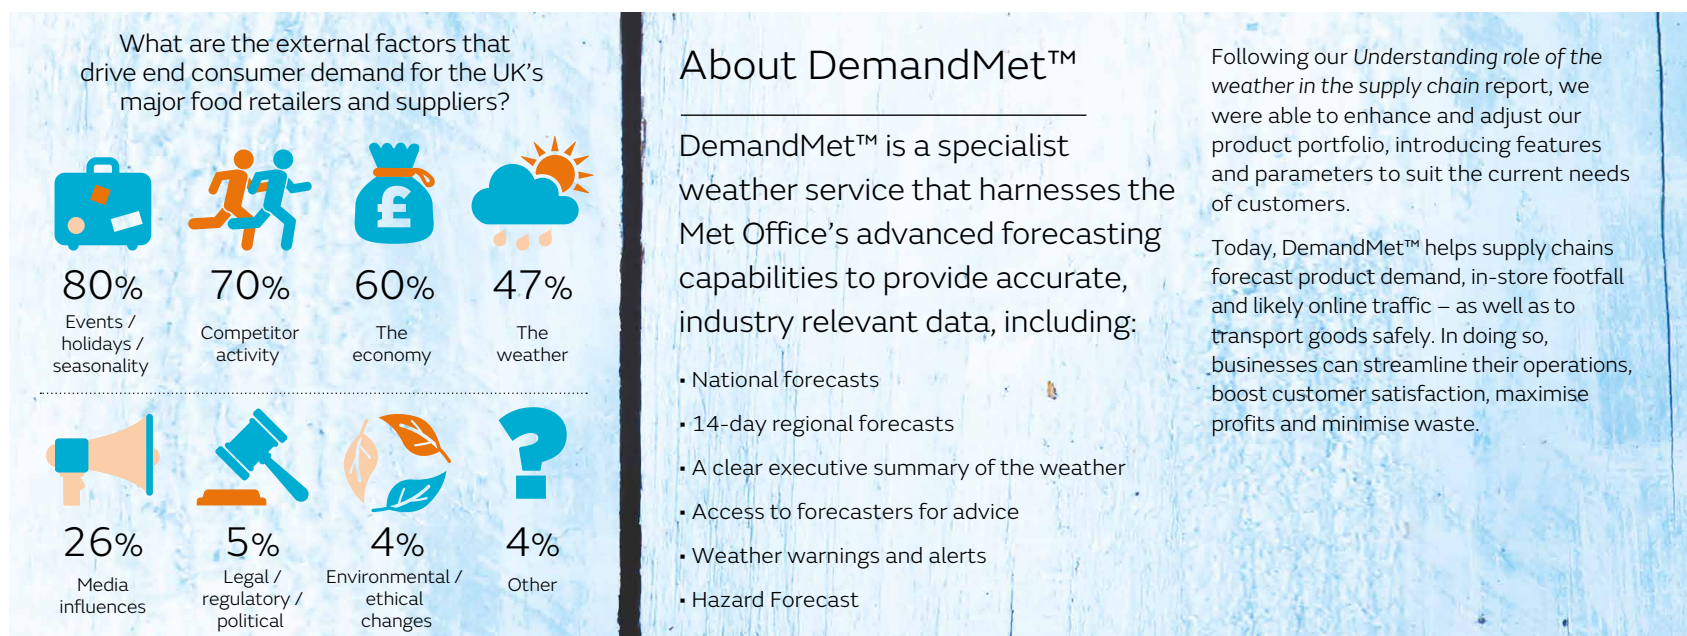 What are the external factors that
drive end consumer demand for the UK's
major food retailers and suppliers?
£
80%
Events /
holidays /
seasonality
70%
Competitor
activity
60%
The
economy
47%
The
weather
26%
Media
influences
5%
Legal /
regulatory /
political
4%
Environmental /
ethical
changes
?
4%
Other
About DemandMet™
DemandMet™ is a specialist
weather service that harnesses the
Met Office's advanced forecasting
capabilities to provide accurate,
industry relevant data, including:
▪ National forecasts
▪ 14-day regional forecasts
▪ A clear executive summary of the weather
▪ Access to forecasters for advice
▪ Weather warnings and alerts
▪ Hazard Forecast
Following our Understanding role of the
weather in the supply chain report, we
were able to enhance and adjust our
product portfolio, introducing features
and parameters to suit the current needs
of customers.
Today, DemandMet™ helps supply chains
forecast product demand, in-store footfall
and likely online traffic – as well as to
transport goods safely. In doing so,
businesses can streamline their operations,
boost customer satisfaction, maximise
profits and minimise waste.